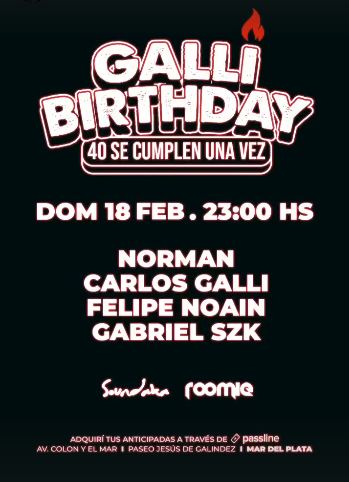 GALLI
BIRTHDAY
40 SE CUMPLEN UNA VEZ
DOM 18 FEB . 23:00 HS
NORMAN
CARLOS GALLI
FELIPE NOAIN
GABRIEL SZK
Soundaka roomie
ADQUIRÍ TUS ANTICIPADAS A TRAVÉS DE passline
AV. COLON Y EL MAR I PASEO JESÚS DE GALINDEZ I MAR DEL PLATA